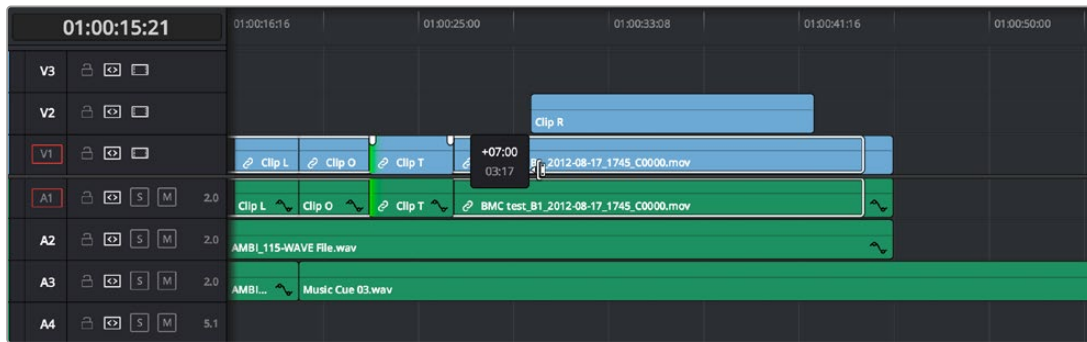 01:00:15:21 01:00:16:16 01:00:25:00 01:00:33:08 01:00:41:16 01:00:50:00
V3
V2 Clip R
+07:00
03:17
V1 Clip L Clip O Clip T B1_2012-08-17_1745_C0000.mov
A1 S M 2.0 Clip L Clip O Clip T BMC test_B1_2012-08-17_1745_C0000.mov
A2 S M 2.0 AMBI_115-WAVE File.wav
A3 S M 2.0 AMBI... Music Cue 03.wav
A4 S M 5.1